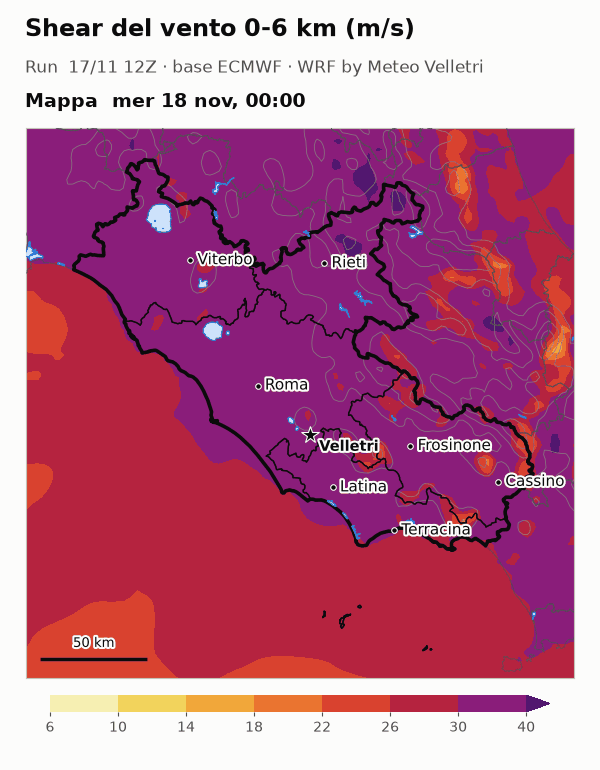 Shear del vento 0-6 km (m/s)
Run 17/11 12Z · base ECMWF · WRF by Meteo Velletri
Mappa mer 18 nov, 00:00
Viterbo
Rieti
Roma
Velletri
Frosinone
Cassino
Latina
Terracina
50 km
6 10 14 18 22 26 30 40